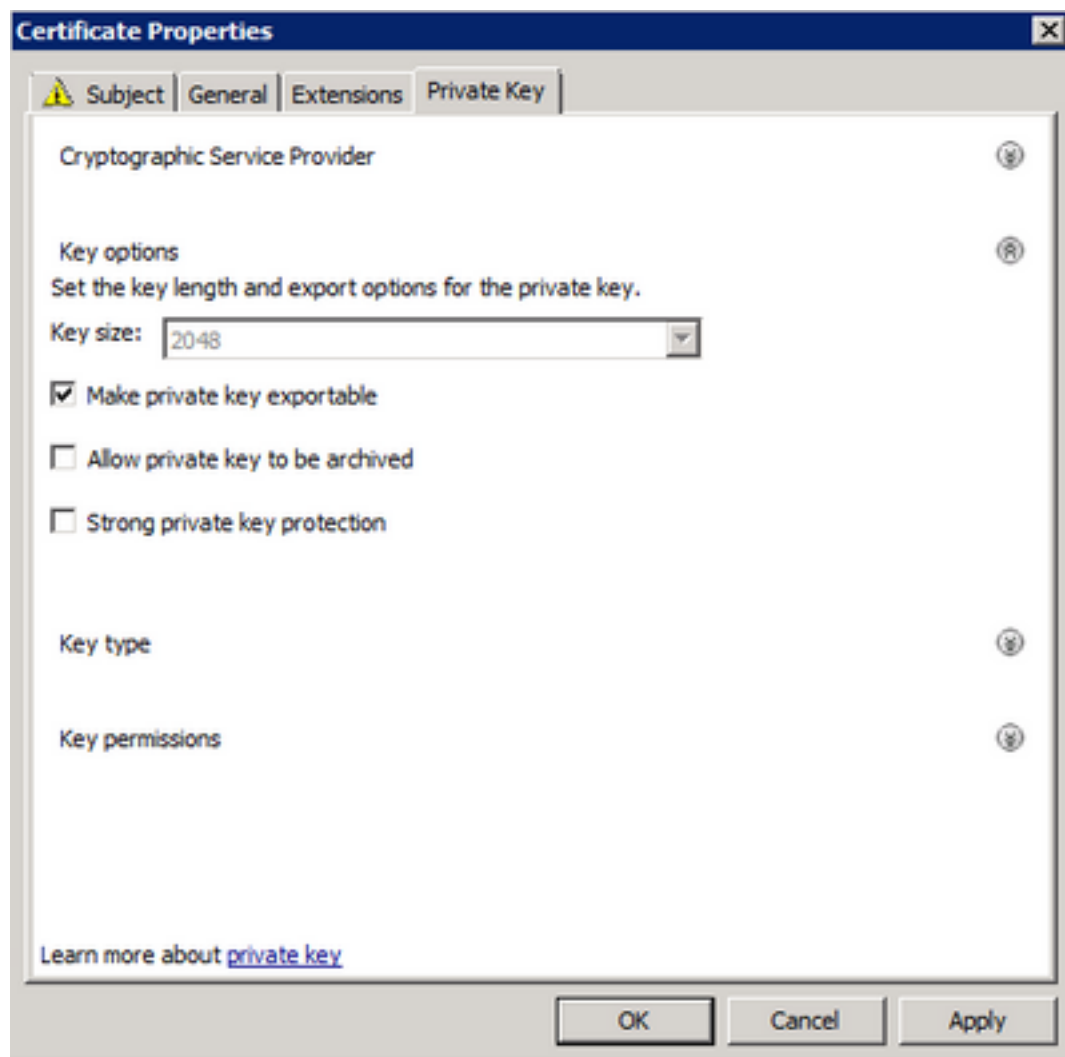 Certificate Properties
Subject General Extensions Private Key
Cryptographic Service Provider
Key options
Set the key length and export options for the private key.
Key size: 2048
Make private key exportable
Allow private key to be archived
Strong private key protection
Key type
Key permissions
Learn more about private key
OK Cancel Apply